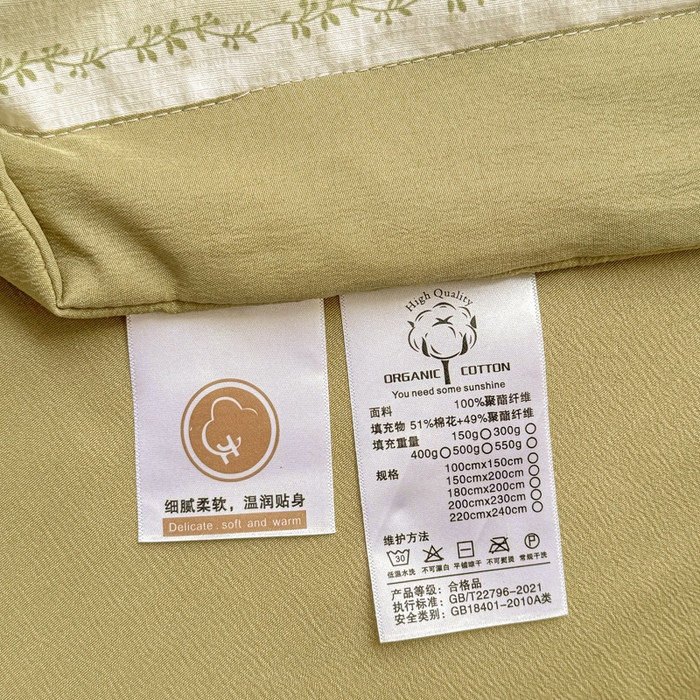 细腻柔软，温润贴身
Delicate . soft and warm
High Quality
ORGANIC COTTON
You need some sunshine
面料 100%聚酯纤维
填充物 51%棉花+49%聚酯纤维
填充重量 150g○ 300g○
400g○ 500g○ 550g○
规格 100cmx150cm○
150cmx200cm○
180cmx200cm○
200cmx230cm○
220cmx240cm○
维护方法
30 P
低温水洗 不可漂白 平铺晾干 不可熨烫 常规干洗
产品等级：合格品
执行标准：GB/T22796-2021
安全类别：GB18401-2010A类